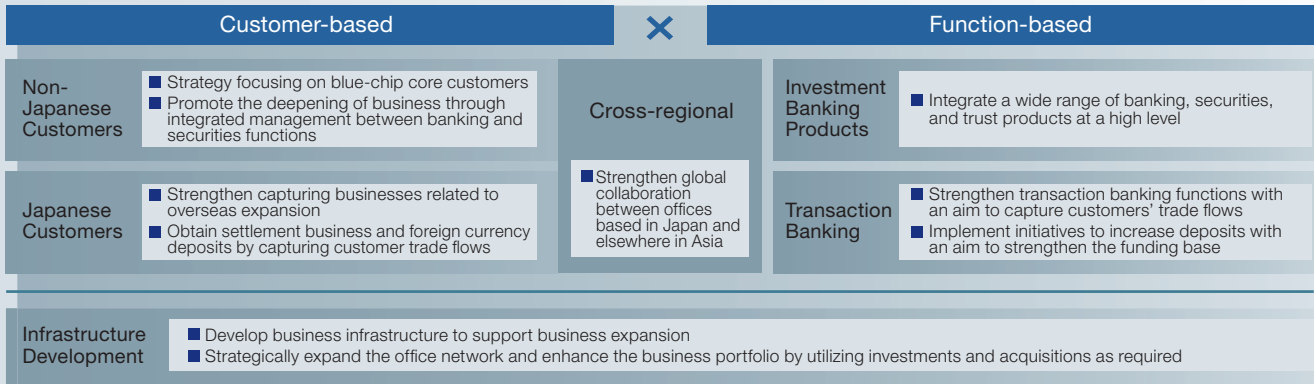 Customer-based
×
Function-based
Non-
Japanese
Customers
Strategy focusing on blue-chip core customers
Promote the deepening of business through
integrated management between banking and
securities functions
Japanese
Customers
Strengthen capturing businesses related to
overseas expansion
Obtain settlement business and foreign currency
deposits by capturing customer trade flows
Cross-regional
Strengthen global
collaboration
between offices
based in Japan and
elsewhere in Asia
Investment
Banking
Products
Integrate a wide range of banking, securities,
and trust products at a high level
Transaction
Banking
Strengthen transaction banking functions with
an aim to capture customers’ trade flows
Implement initiatives to increase deposits with
an aim to strengthen the funding base
Infrastructure
Development
Develop business infrastructure to support business expansion
Strategically expand the office network and enhance the business portfolio by utilizing investments and acquisitions as required